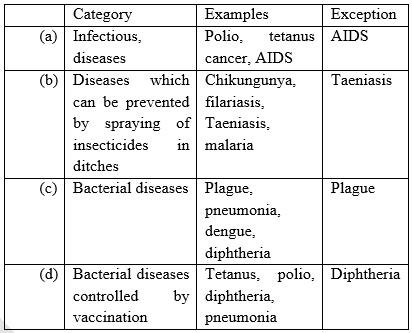 Category Examples Exception
(a) Infectious, Polio, tetanus AIDS
diseases cancer, AIDS
(b) Diseases which Chikungunya, Taeniasis
can be prevented filariasis,
by spraying of Taeniasis,
insecticides in malaria
ditches
(c) Bacterial diseases Plague, Plague
pneumonia,
dengue,
diphtheria
(d) Bacterial diseases Tetanus, polio, Diphtheria
controlled by diphtheria,
vaccination pneumonia